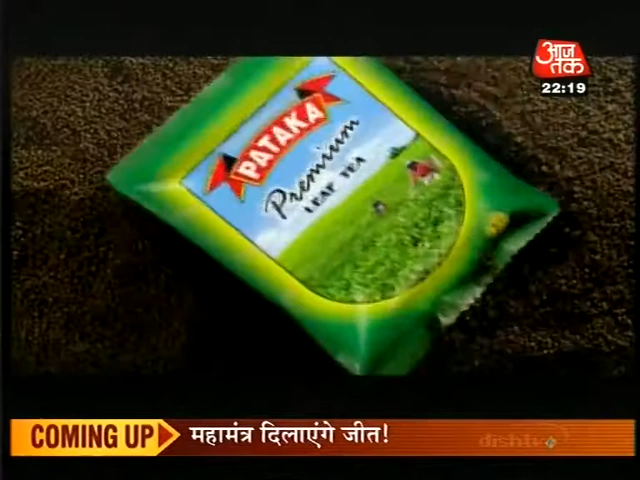 आज
तक
22:19
PATAKA
Premium
LEAF TEA
COMING UP
महामंत्र दिलाएंगे जीत!
dishtv